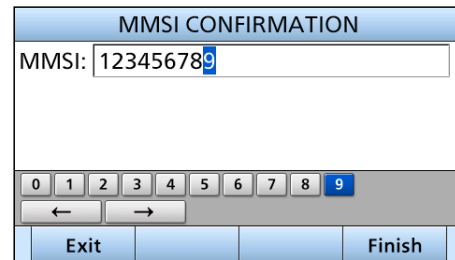 MMSI CONFIRMATION
MMSI: 123456789
0 1 2 3 4 5 6 7 8 9
← →
Exit Finish